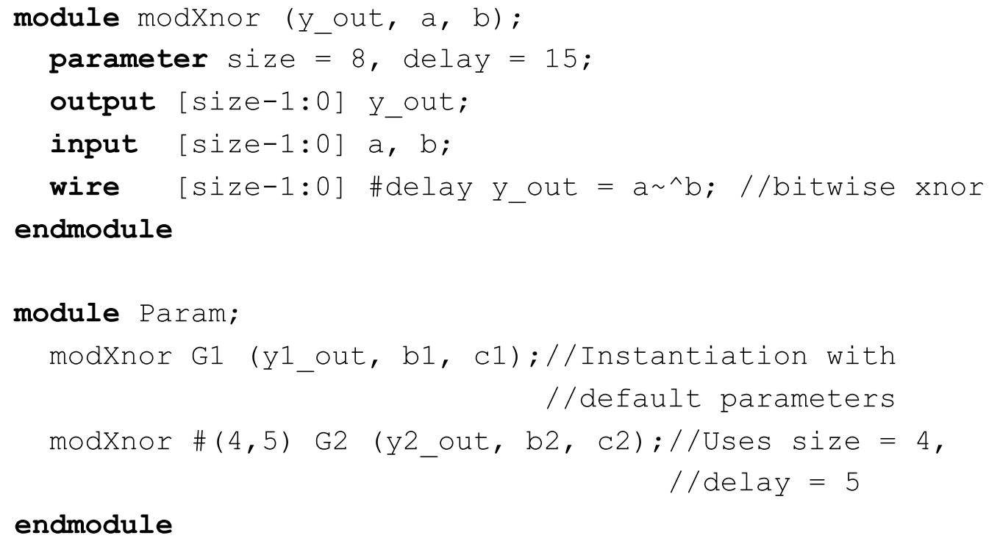 module modXnor (y_out, a, b);
parameter size = 8, delay = 15;
output [size-1:0] y_out;
input [size-1:0] a, b;
wire [size-1:0] #delay y_out = a~^b; //bitwise xnor
endmodule
module Param;
modXnor G1 (y1_out, b1, c1);//Instantiation with
//default parameters
modXnor #(4,5) G2 (y2_out, b2, c2);//Uses size = 4,
//delay = 5
endmodule